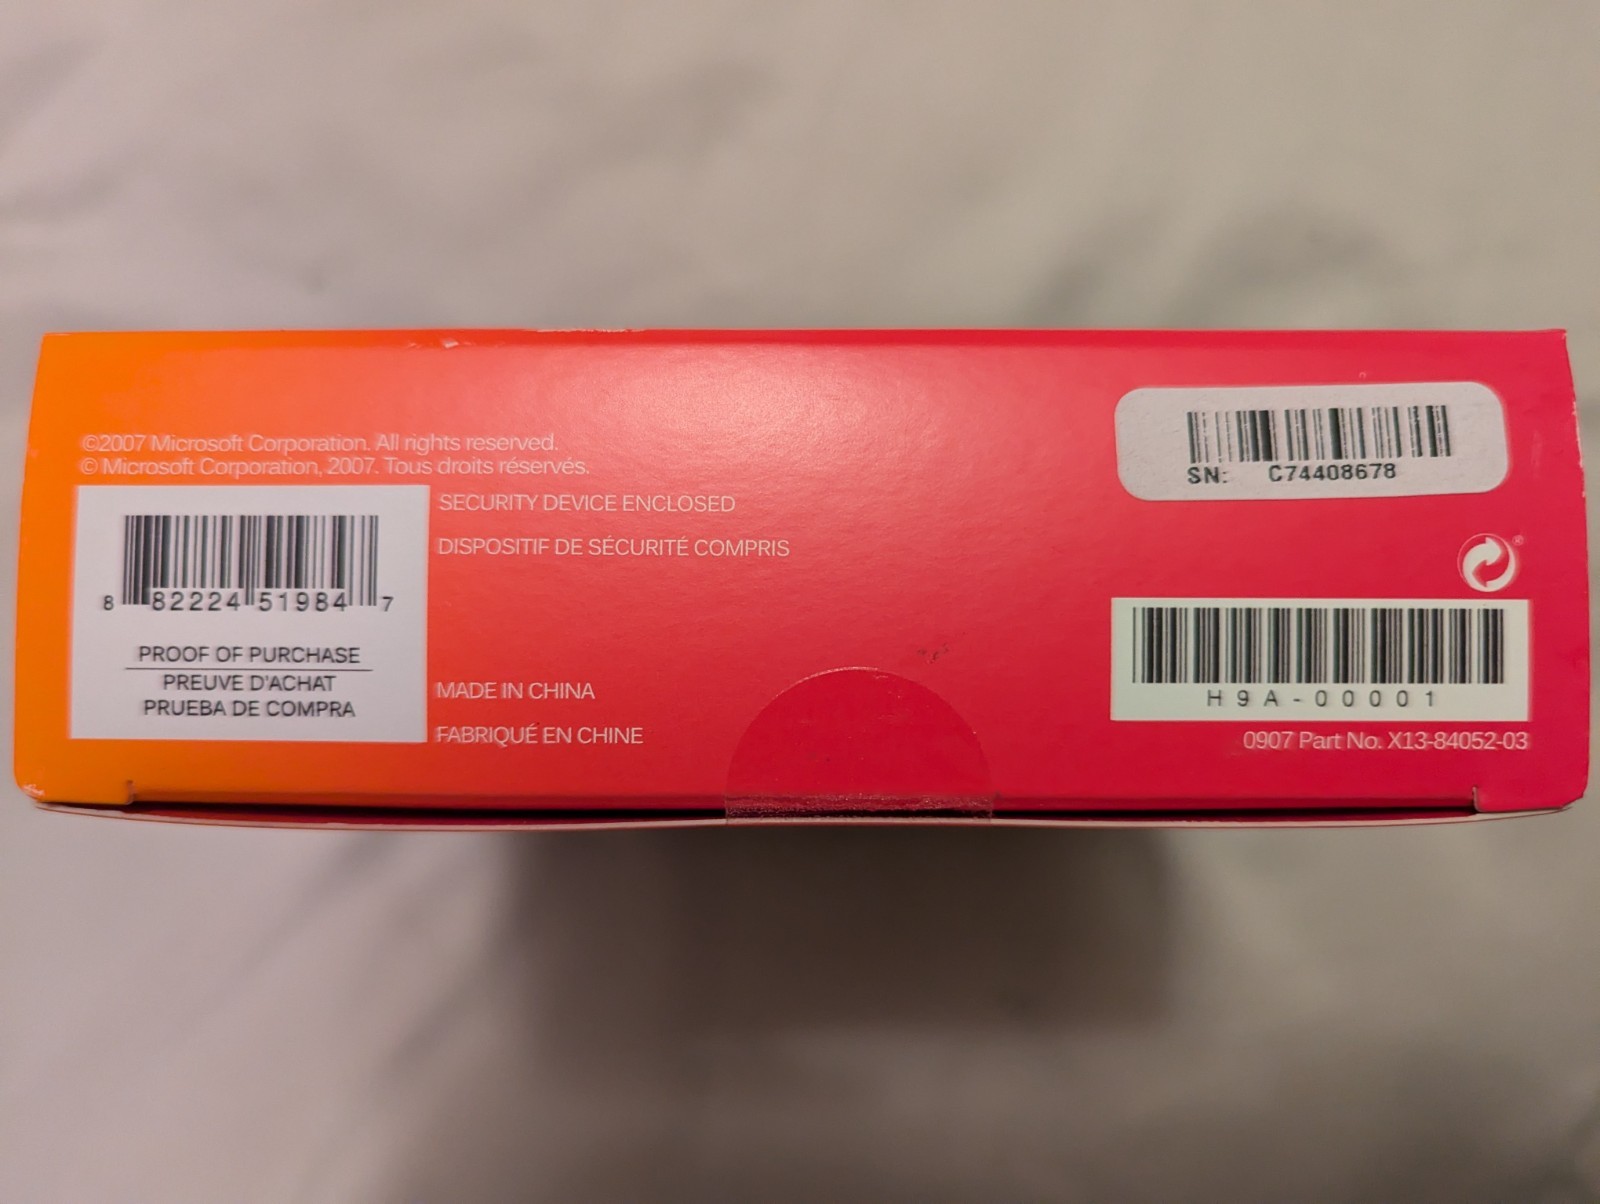 ©2007 Microsoft Corporation. All rights reserved.
© Microsoft Corporation, 2007. Tous droits réservés.
SECURITY DEVICE ENCLOSED
DISPOSITIF DE SÉCURITÉ COMPRIS
8 82224 51984 7
PROOF OF PURCHASE
PREUVE D'ACHAT
PRUEBA DE COMPRA
MADE IN CHINA
FABRIQUÉ EN CHINE
SN: C74408678
®
H9A-00001
0907 Part No. X13-84052-03